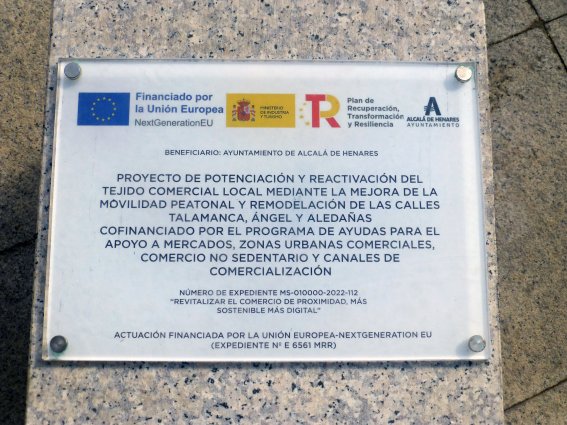 Financiado por
la Unión Europea
NextGenerationEU
MINISTERIO
DE INDUSTRIA
Y TURISMO
TR
Plan de
Recuperación,
Transformación
y Resiliencia
A
ALCALÁ DE HENARES
AYUNTAMIENTO
BENEFICIARIO: AYUNTAMIENTO DE ALCALÁ DE HENARES
PROYECTO DE POTENCIACIÓN Y REACTIVACIÓN DEL
TEJIDO COMERCIAL LOCAL MEDIANTE LA MEJORA DE LA
MOVILIDAD PEATONAL Y REMODELACIÓN DE LAS CALLES
TALAMANCA, ÁNGEL Y ALEDAÑAS
COFINANCIADO POR EL PROGRAMA DE AYUDAS PARA EL
APOYO A MERCADOS, ZONAS URBANAS COMERCIALES,
COMERCIO NO SEDENTARIO Y CANALES DE
COMERCIALIZACIÓN
NÚMERO DE EXPEDIENTE MS-010000-2022-112
"REVITALIZAR EL COMERCIO DE PROXIMIDAD, MÁS
SOSTENIBLE MÁS DIGITAL"
ACTUACIÓN FINANCIADA POR LA UNIÓN EUROPEA-NEXTGENERATION EU
(EXPEDIENTE Nº E 6561 MRR)